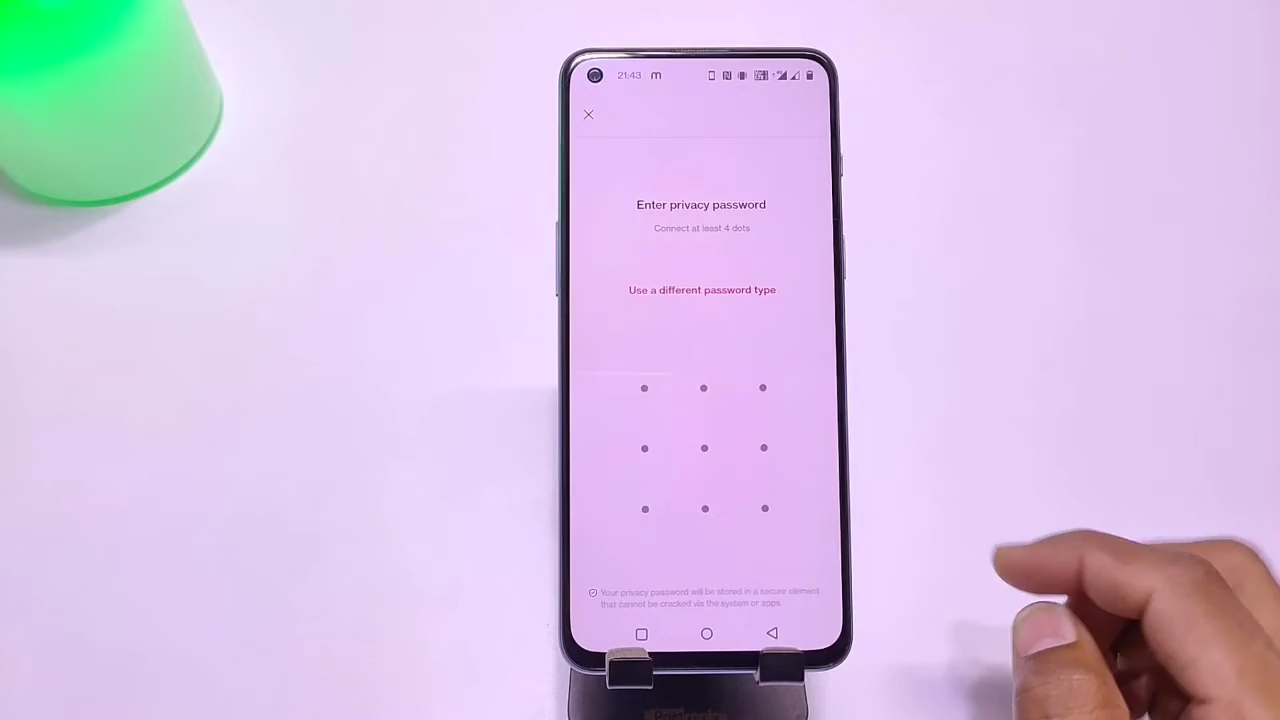 21:43 m
Enter privacy password
Connect at least 4 dots
Use a different password type
Your privacy password will be stored in a secure element
that cannot be cracked via the system or apps.